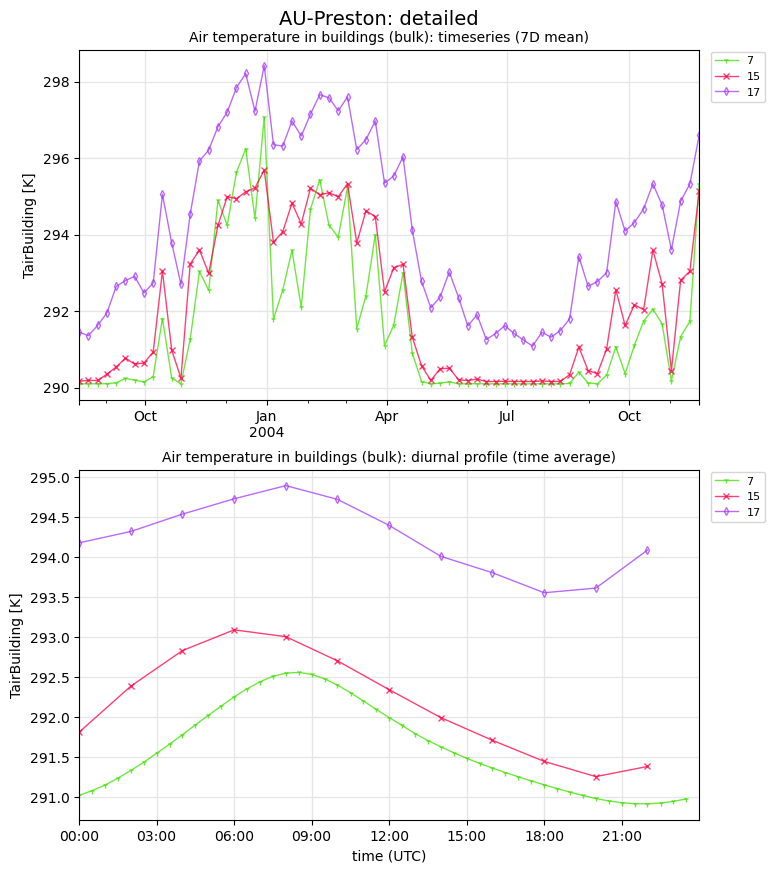 AU-Preston: detailed
Air temperature in buildings (bulk): timeseries (7D mean)
298
296
294
292
290
TairBuilding [K]
Oct
Jan
2004
Apr
Jul
Oct
7
15
17
Air temperature in buildings (bulk): diurnal profile (time average)
295.0
294.5
294.0
293.5
293.0
292.5
292.0
291.5
291.0
TairBuilding [K]
00:00
03:00
06:00
09:00
12:00
15:00
18:00
21:00
time (UTC)
7
15
17